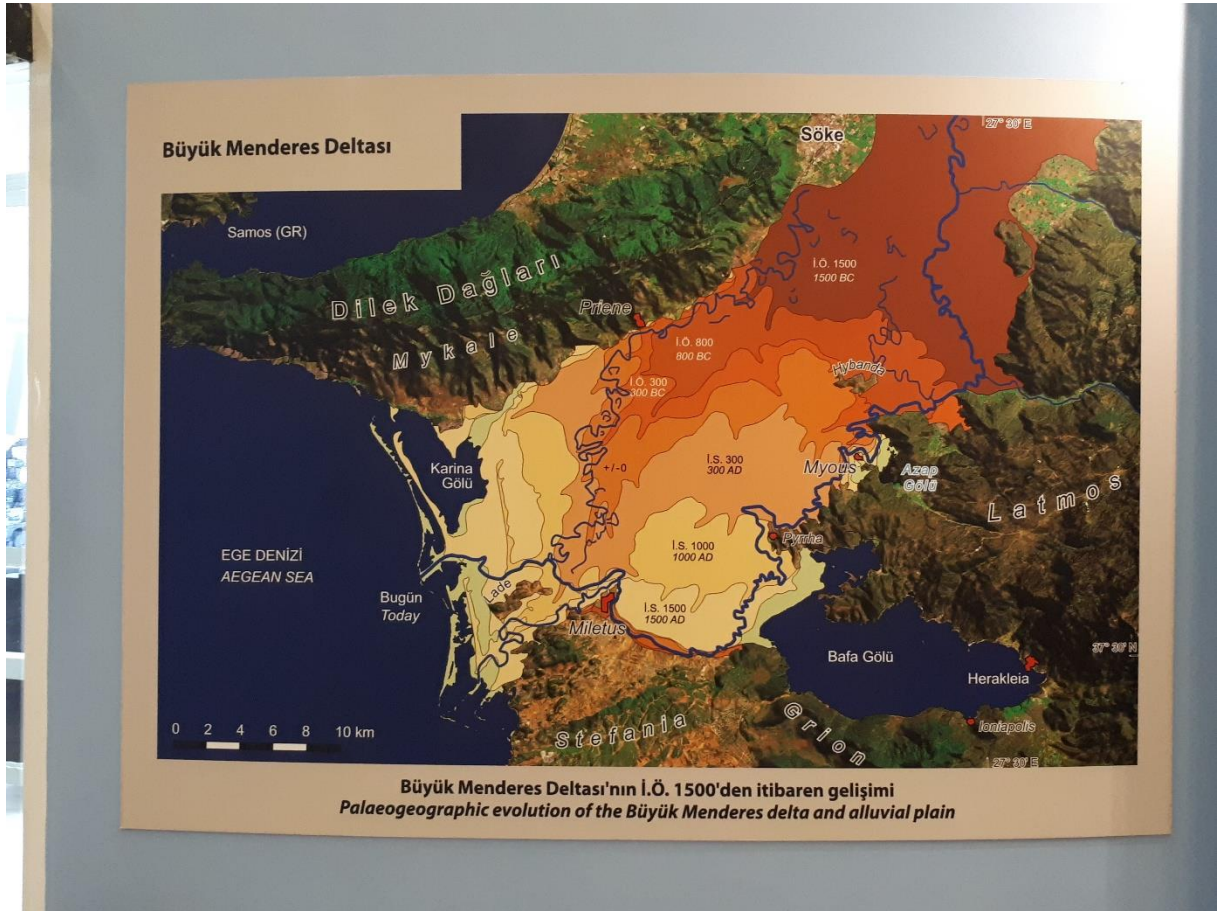 Büyük Menderes Deltası
Söke
27° 30' E
Samos (GR)
Dilek Dağları
Mykale
Priene
İ.Ö. 1500
1500 BC
İ.Ö. 800
800 BC
İ.Ö. 300
300 BC
Hybanda
+/-0
İ.S. 300
300 AD
Myous
Azap
Gölü
Latmos
Karina
Gölü
Pyrrha
EGE DENİZİ
AEGEAN SEA
İ.S. 1000
1000 AD
Bugün
Today
Lade
Miletus
İ.S. 1500
1500 AD
Bafa Gölü
Herakleia
37° 30' N
Ioniapolis
Stefania
Grion
0 2 4 6 8 10 km
27° 30' E
Büyük Menderes Deltası'nın İ.Ö. 1500'den itibaren gelişimi
Palaeogeographic evolution of the Büyük Menderes delta and alluvial plain